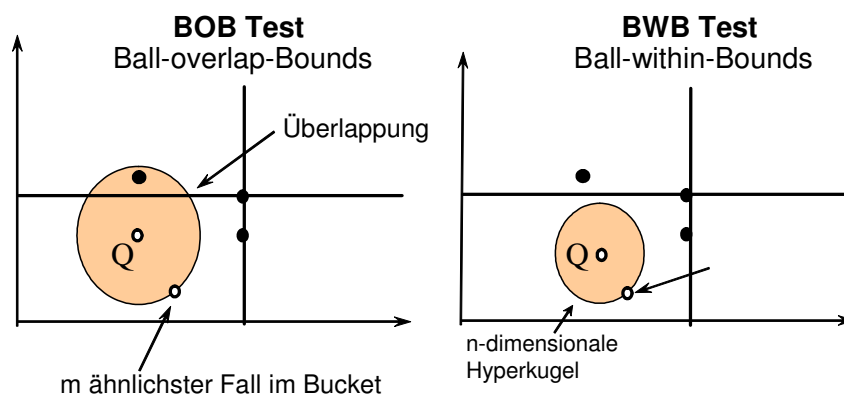 BOB Test
Ball-overlap-Bounds
Überlappung
Q
m ähnlichster Fall im Bucket
BWB Test
Ball-within-Bounds
Q
n-dimensionale
Hyperkugel